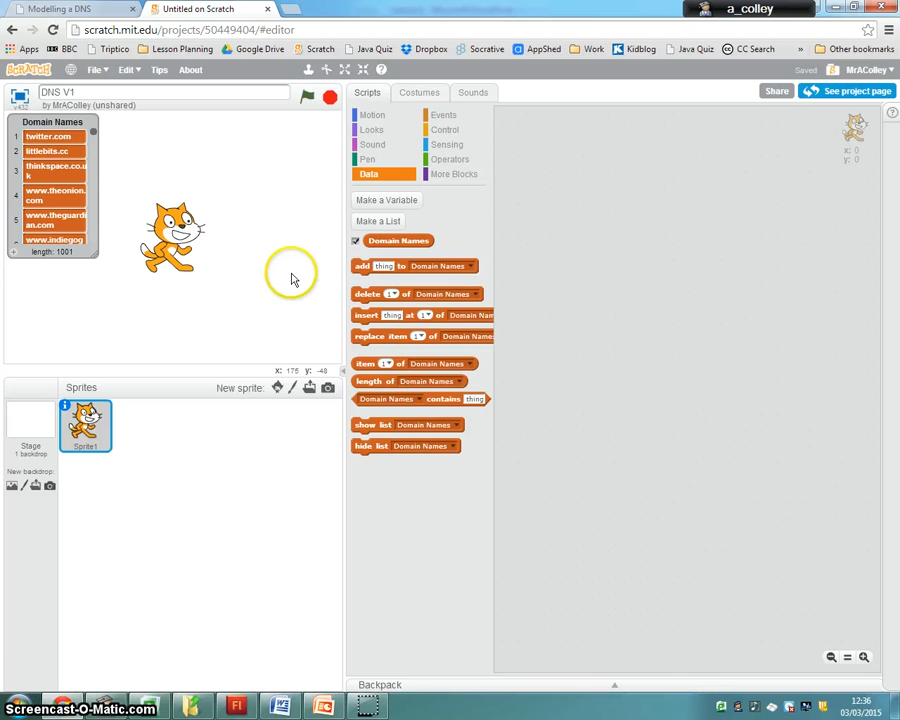 Modelling a DNS
Untitled on Scratch
a_colley
scratch.mit.edu/projects/50449404/#editor
Apps
BBC
Triptico
Lesson Planning
Google Drive
Scratch
Java Quiz
Dropbox
Socrative
AppShed
Work
Kidblog
Java Quiz
CC Search
Other bookmarks
SCRATCH
File
Edit
Tips
About
Saved
MrAColley
v432
DNS V1
by MrAColley (unshared)
Scripts
Costumes
Sounds
Share
See project page
Domain Names
1 twitter.com
2 littlebits.cc
3 thinkspace.co.u
k
4 www.theonion.
com
5 www.theguardi
an.com
www.indiegog
length: 1001
Motion
Events
Looks
Control
Sound
Sensing
Pen
Operators
Data
More Blocks
x: 0
y: 0
Make a Variable
Make a List
Domain Names
add thing to Domain Names
delete 1 of Domain Names
insert thing at 1 of Domain Nam
replace item 1 of Domain Name
item 1 of Domain Names
length of Domain Names
Domain Names contains thing
show list Domain Names
hide list Domain Names
x: 175 y: -48
Sprites
New sprite:
Sprite1
Stage
1 backdrop
New backdrop:
Backpack
Screencast-O-Matic.com
12:36
03/03/2015